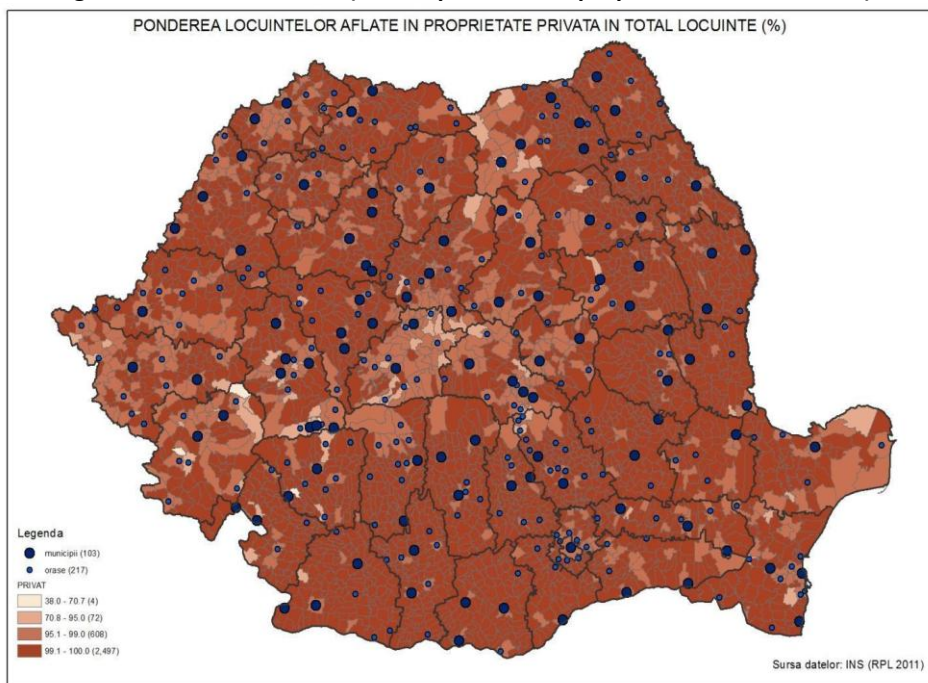 PONDEREA LOCUINTELOR AFLATE IN PROPRIETATE PRIVATA IN TOTAL LOCUINTE (%)
Legenda
municipii (103)
orase (217)
PRIVAT
38.0 - 70.7 (4)
70.8 - 95.0 (72)
95.1 - 99.0 (608)
99.1 - 100.0 (2,497)
Sursa datelor: INS (RPL 2011)